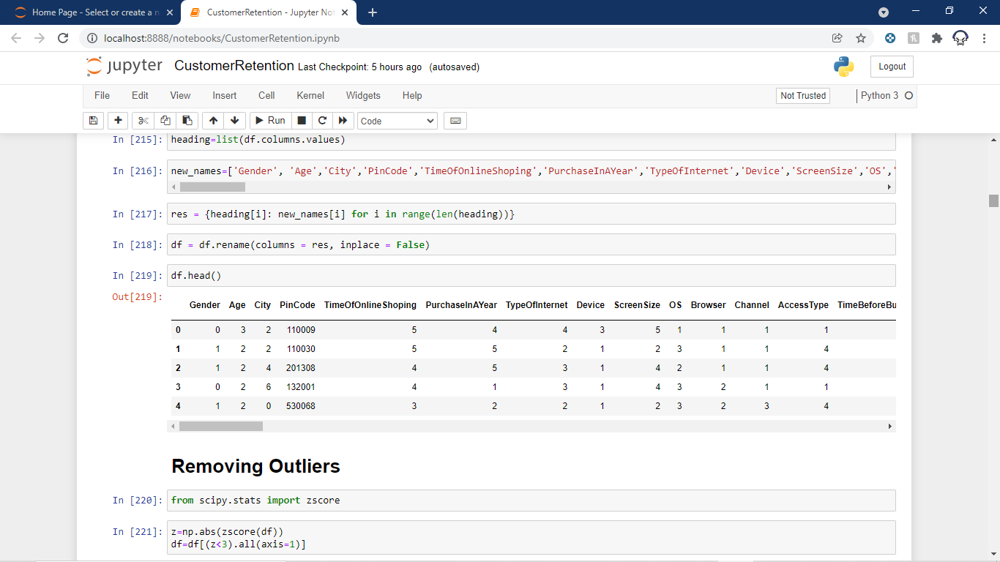 Home Page - Select or create a n
CustomerRetention - Jupyter Not
localhost:8888/notebooks/CustomerRetention.ipynb
jupyter CustomerRetention Last Checkpoint: 5 hours ago (autosaved)
Logout
File Edit View Insert Cell Kernel Widgets Help
Not Trusted
Python 3
Run
Code
In [215]: heading=list(df.columns.values)
In [216]: new_names=['Gender', 'Age','City','PinCode','TimeOfOnlineShoping','PurchaseInAYear','TypeOfInternet','Device','ScreenSize','OS','
In [217]: res = {heading[i]: new_names[i] for i in range(len(heading))}
In [218]: df = df.rename(columns = res, inplace = False)
In [219]: df.head()
Out[219]:
Gender Age City PinCode TimeOfOnlineShoping PurchaseInAYear TypeOfInternet Device ScreenSize OS Browser Channel AccessType TimeBeforeBu
0 0 3 2 110009 5 4 4 3 5 1 1 1 1
1 1 2 2 110030 5 5 2 1 2 3 1 1 4
2 1 2 4 201308 4 5 3 1 4 2 1 1 4
3 0 2 6 132001 4 1 3 1 4 3 2 1 1
4 1 2 0 530068 3 2 2 1 2 3 2 3 4
Removing Outliers
In [220]: from scipy.stats import zscore
In [221]: z=np.abs(zscore(df))
df=df[(z<3).all(axis=1)]